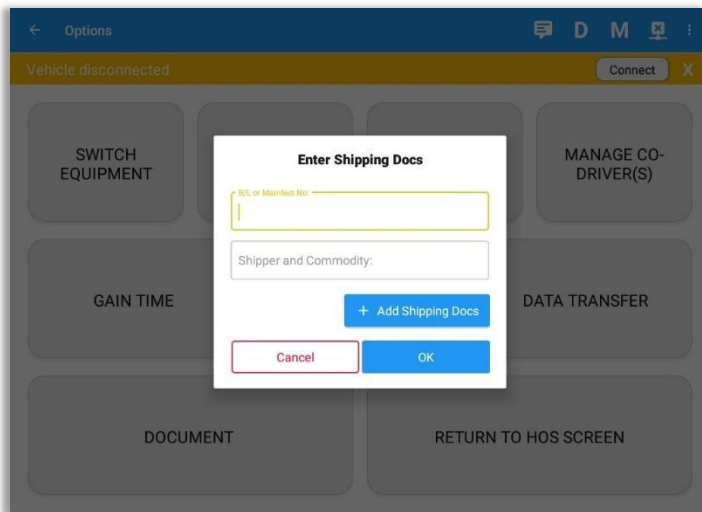 Options
D M
Vehicle disconnected
Connect X
SWITCH
EQUIPMENT
MANAGE CO-
DRIVER(S)
Enter Shipping Docs
B/L or Manifest No:
Shipper and Commodity:
+ Add Shipping Docs
Cancel
OK
GAIN TIME
DATA TRANSFER
DOCUMENT
RETURN TO HOS SCREEN